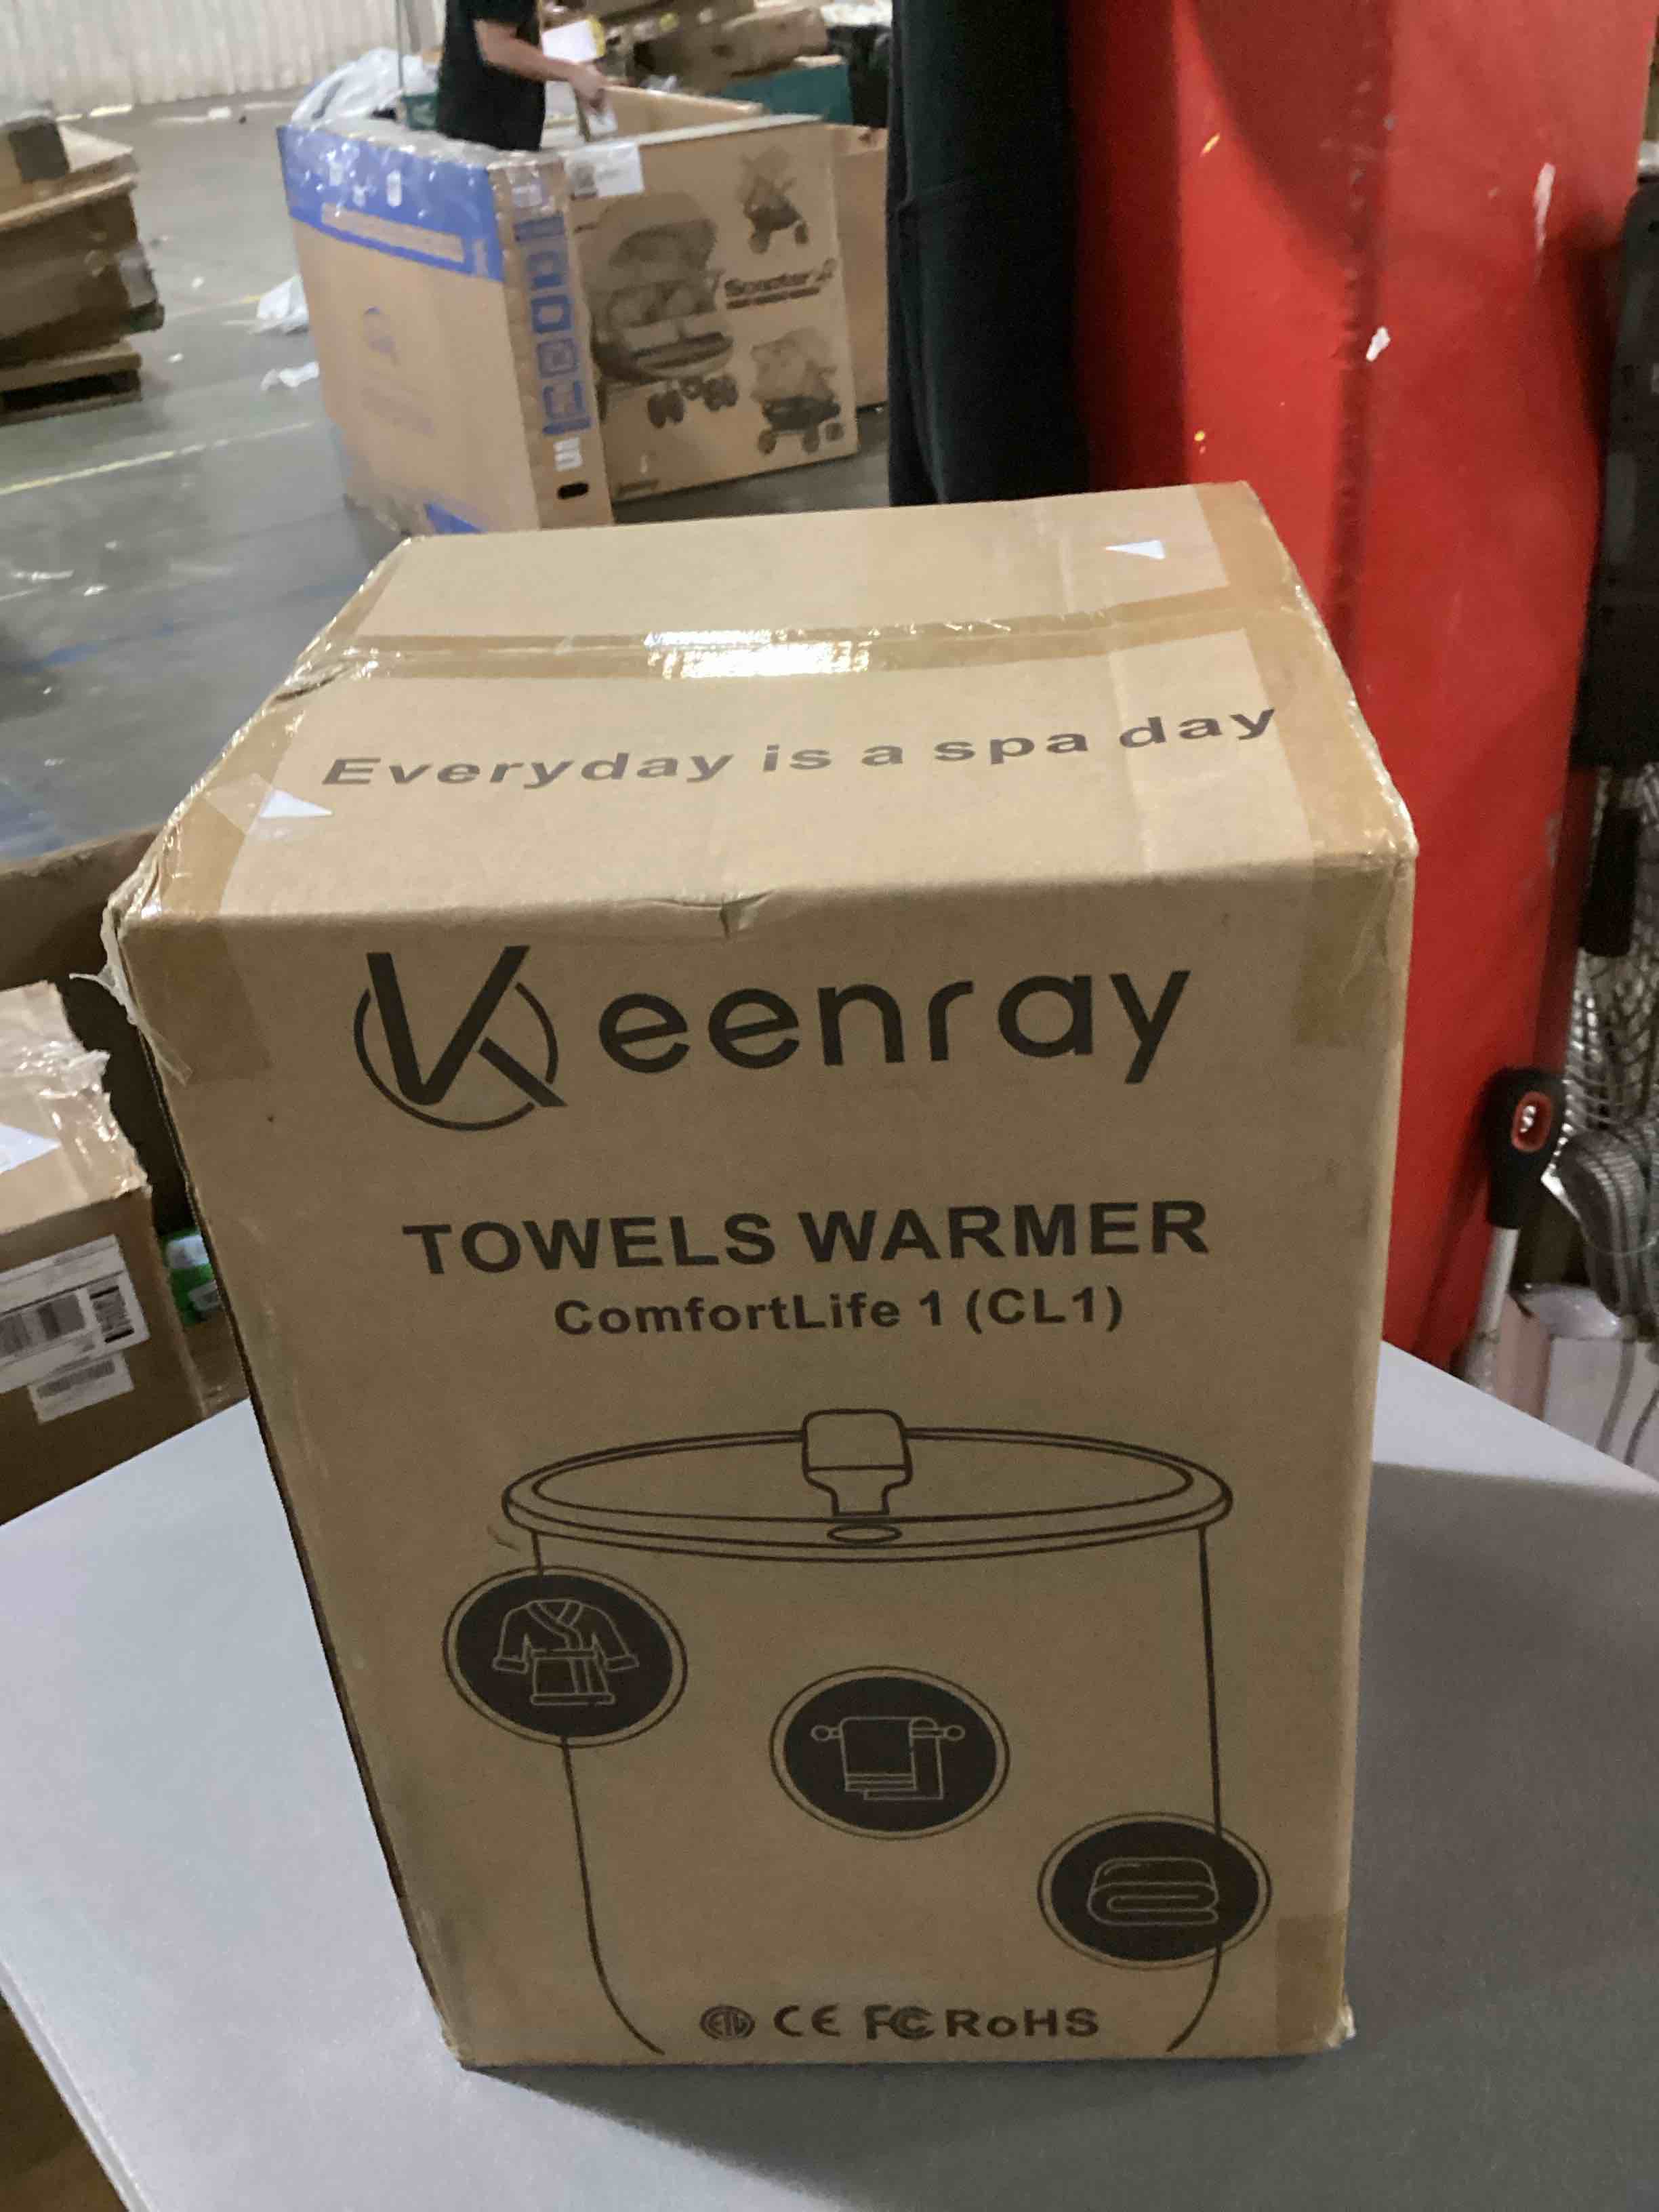 Everyday is a spa day
Keenray
TOWELS WARMER
ComfortLife 1 (CL1)
CE FC RoHS